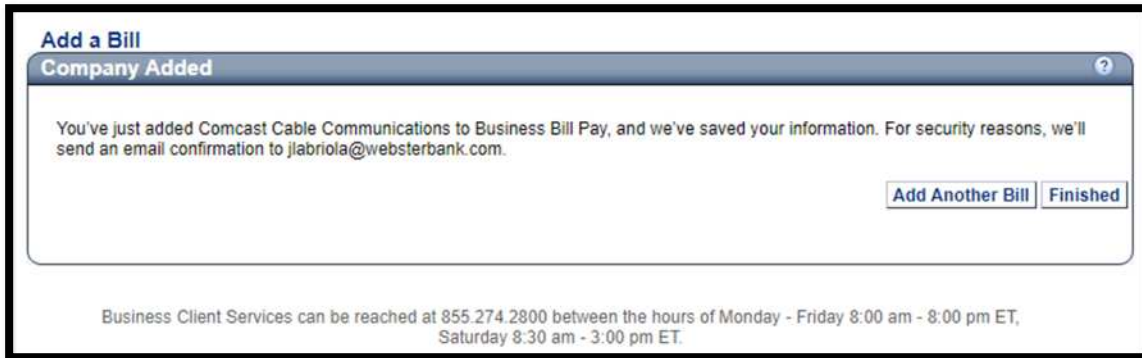 Add a Bill
Company Added
?
You've just added Comcast Cable Communications to Business Bill Pay, and we've saved your information. For security reasons, we'll
send an email confirmation to jlabriola@websterbank.com.
Add Another Bill Finished
Business Client Services can be reached at 855.274.2800 between the hours of Monday - Friday 8:00 am - 8:00 pm ET,
Saturday 8:30 am - 3:00 pm ET.